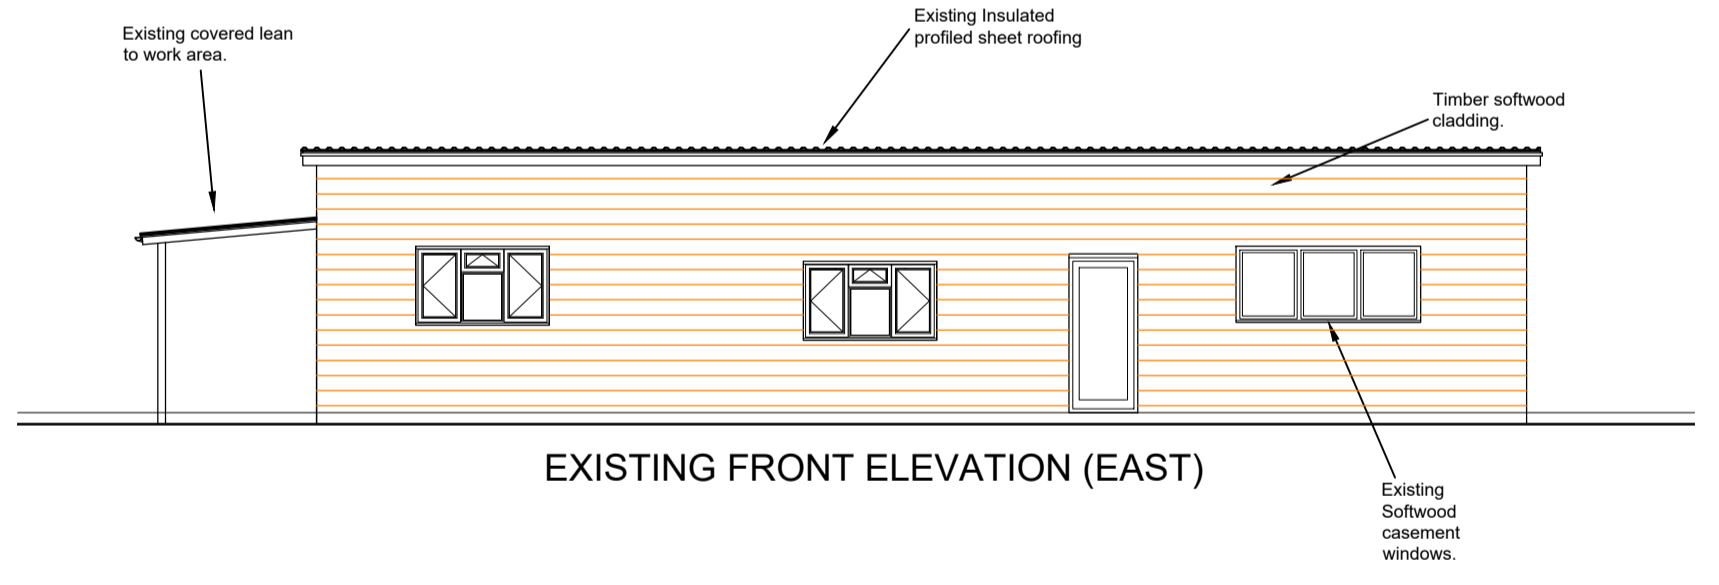 Existing covered lean
to work area.
Existing Insulated
profiled sheet roofing
Timber softwood
cladding.
EXISTING FRONT ELEVATION (EAST)
Existing
Softwood
casement
windows.